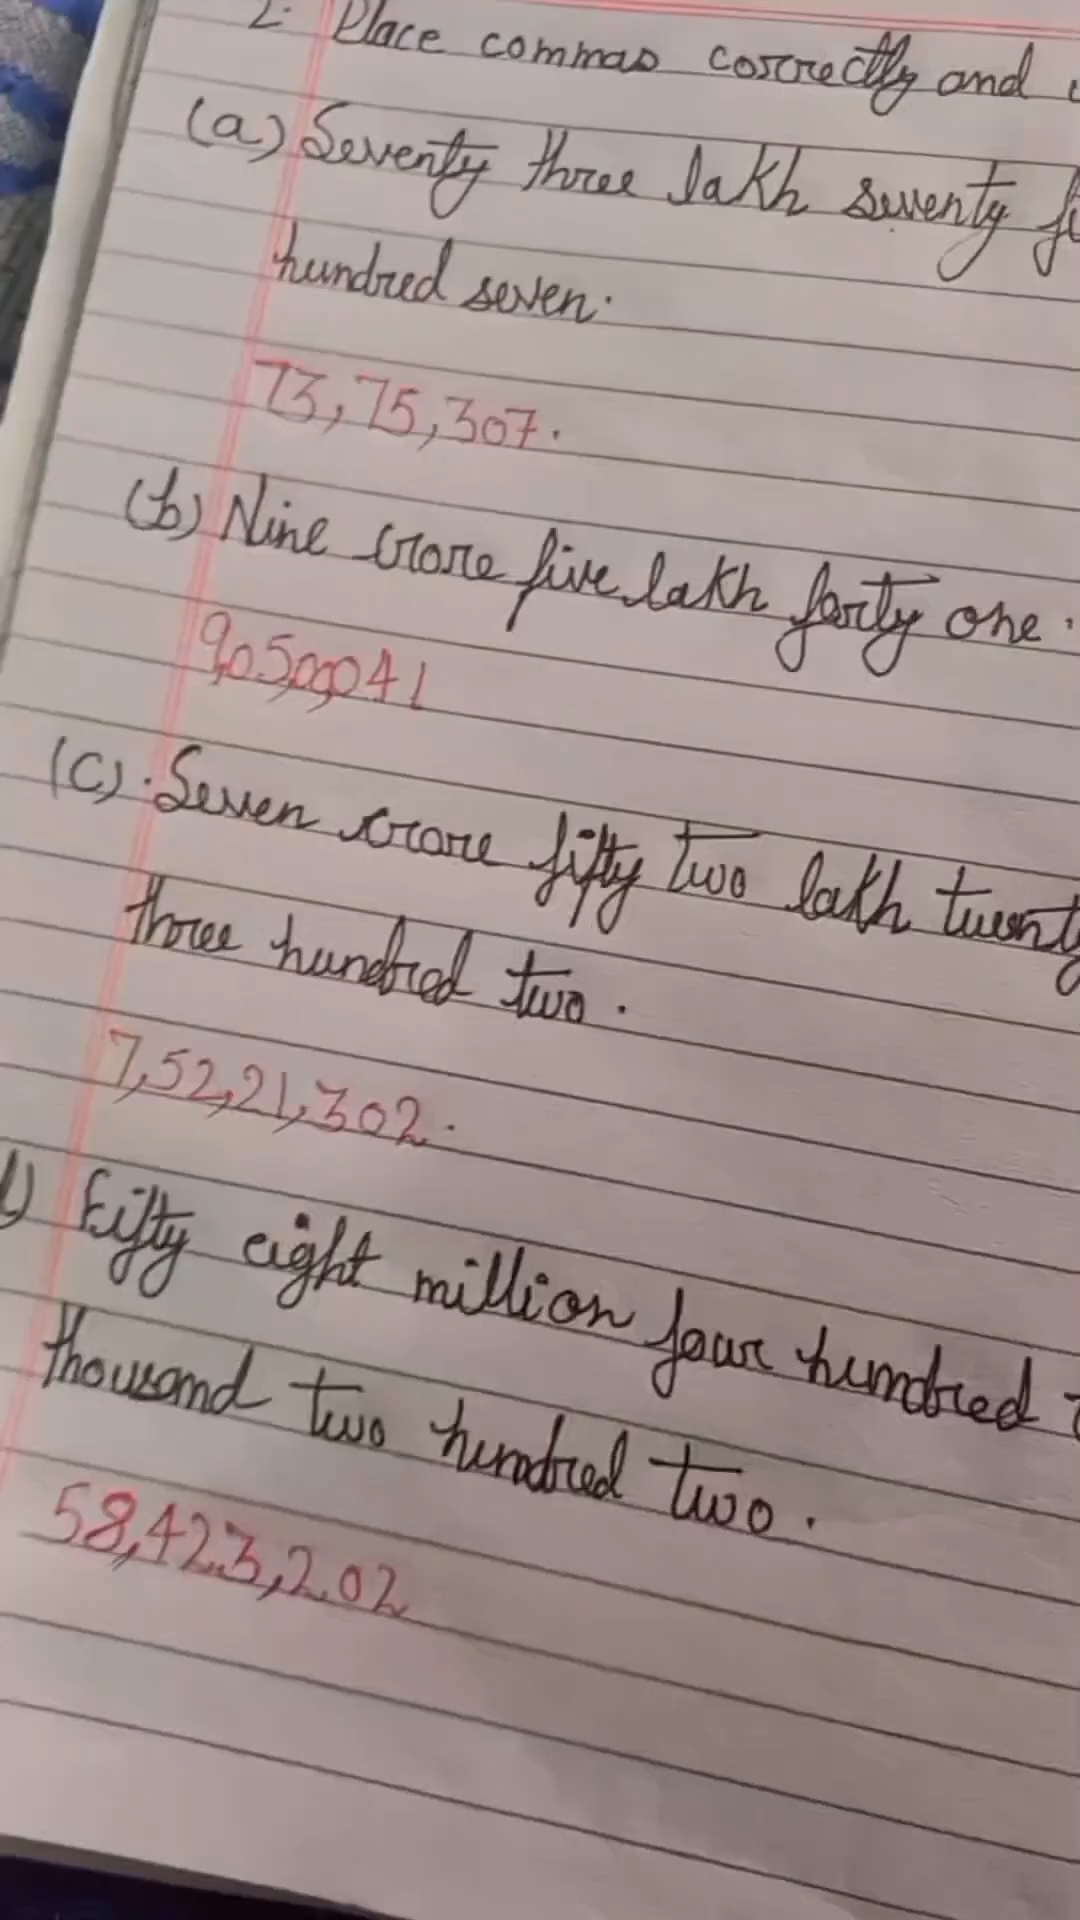 2. Place commas correctly and
(a) Seventy three lakh seventy
hundred seven.
73,75,307.
(b) Nine crore five lakh forty one.
9,05,00,041
(c). Seven crore fifty two lakh twenty
three hundred two.
7,52,21,302.
Fifty eight million four hundred
thousand two hundred two.
58,423,202